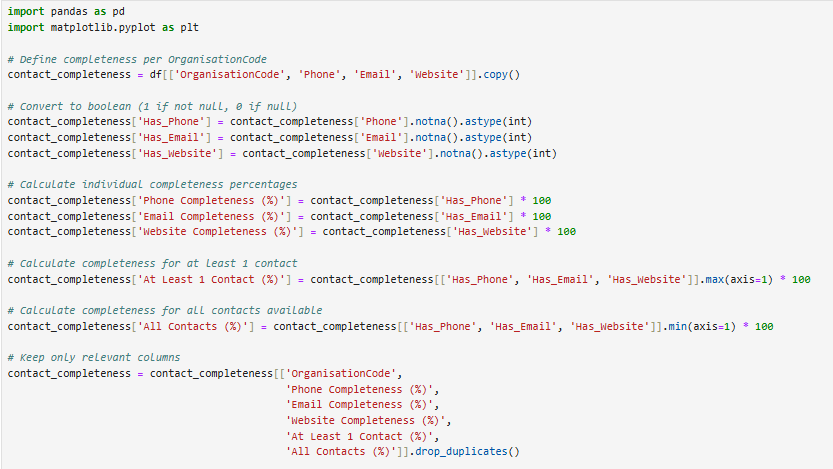 import pandas as pd
import matplotlib.pyplot as plt

# Define completeness per OrganisationCode
contact_completeness = df[['OrganisationCode', 'Phone', 'Email', 'Website']].copy()

# Convert to boolean (1 if not null, 0 if null)
contact_completeness['Has_Phone'] = contact_completeness['Phone'].notna().astype(int)
contact_completeness['Has_Email'] = contact_completeness['Email'].notna().astype(int)
contact_completeness['Has_Website'] = contact_completeness['Website'].notna().astype(int)

# Calculate individual completeness percentages
contact_completeness['Phone Completeness (%)'] = contact_completeness['Has_Phone'] * 100
contact_completeness['Email Completeness (%)'] = contact_completeness['Has_Email'] * 100
contact_completeness['Website Completeness (%)'] = contact_completeness['Has_Website'] * 100

# Calculate completeness for at least 1 contact
contact_completeness['At Least 1 Contact (%)'] = contact_completeness[['Has_Phone', 'Has_Email', 'Has_Website']].max(axis=1) * 100

# Calculate completeness for all contacts available
contact_completeness['All Contacts (%)'] = contact_completeness[['Has_Phone', 'Has_Email', 'Has_Website']].min(axis=1) * 100

# Keep only relevant columns
contact_completeness = contact_completeness[['OrganisationCode',
                                             'Phone Completeness (%)',
                                             'Email Completeness (%)',
                                             'Website Completeness (%)',
                                             'At Least 1 Contact (%)',
                                             'All Contacts (%)']].drop_duplicates()